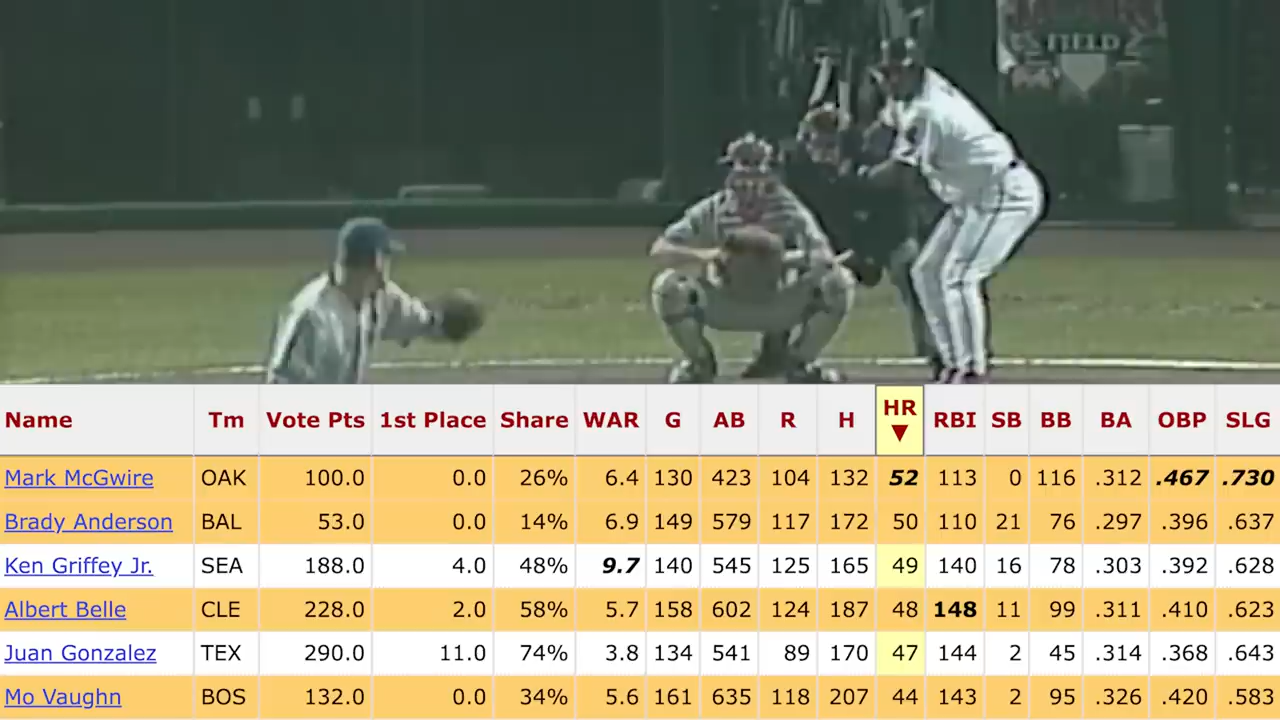 FIELD
Name Tm Vote Pts 1st Place Share WAR G AB R H HR ▼ RBI SB BB BA OBP SLG
Mark McGwire OAK 100.0 0.0 26% 6.4 130 423 104 132 52 113 0 116 .312 .467 .730
Brady Anderson BAL 53.0 0.0 14% 6.9 149 579 117 172 50 110 21 76 .297 .396 .637
Ken Griffey Jr. SEA 188.0 4.0 48% 9.7 140 545 125 165 49 140 16 78 .303 .392 .628
Albert Belle CLE 228.0 2.0 58% 5.7 158 602 124 187 48 148 11 99 .311 .410 .623
Juan Gonzalez TEX 290.0 11.0 74% 3.8 134 541 89 170 47 144 2 45 .314 .368 .643
Mo Vaughn BOS 132.0 0.0 34% 5.6 161 635 118 207 44 143 2 95 .326 .420 .583